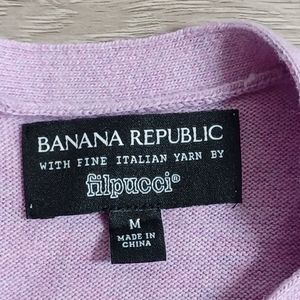 BANANA REPUBLIC
WITH FINE ITALIAN YARN BY
filpucci®
M
MADE IN
CHINA